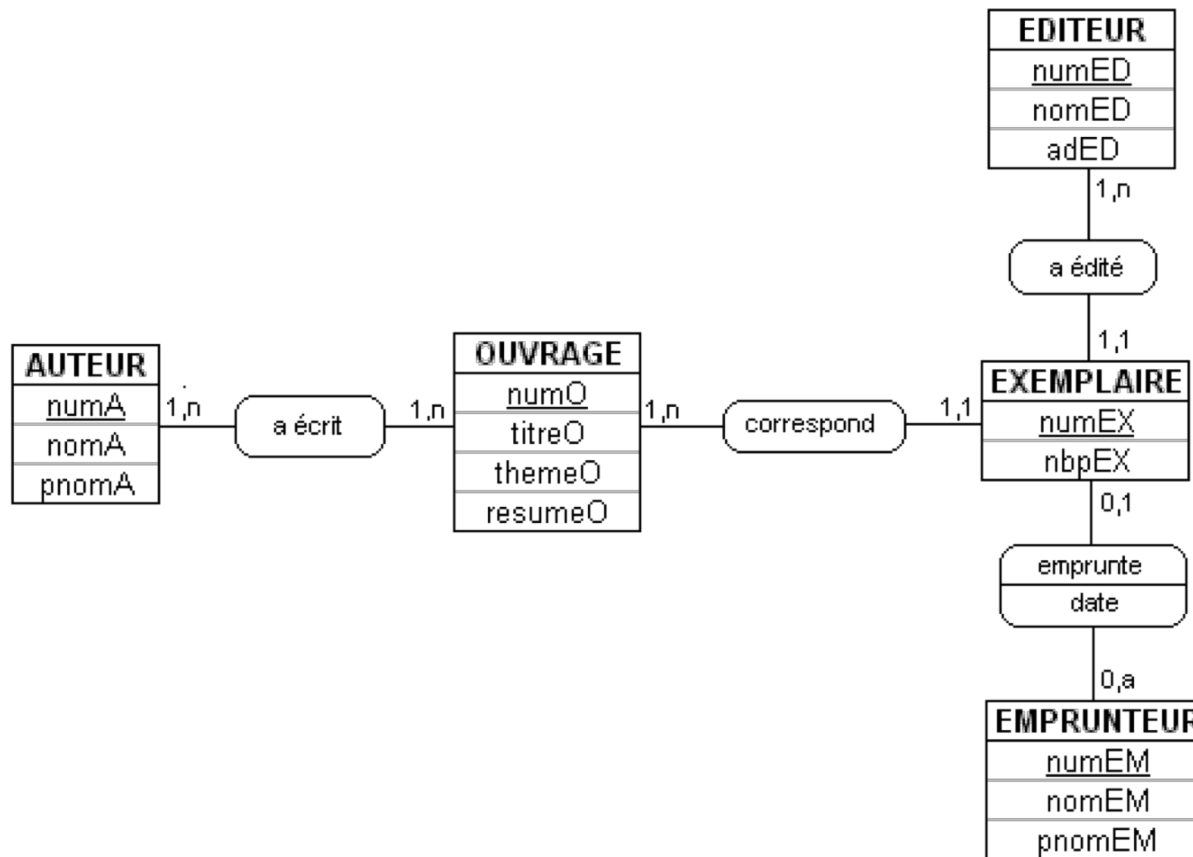 EDITEUR
numED
nomED
adED
1,n
a édité
1,1
AUTEUR
numA
nomA
pnomA
1,n
a écrit
1,n
OUVRAGE
numO
titreO
themeO
resumeO
1,n
correspond
1,1
EXEMPLAIRE
numEX
nbpEX
0,1
emprunte
date
0,a
EMPRUNTEUR
numEM
nomEM
pnomEM